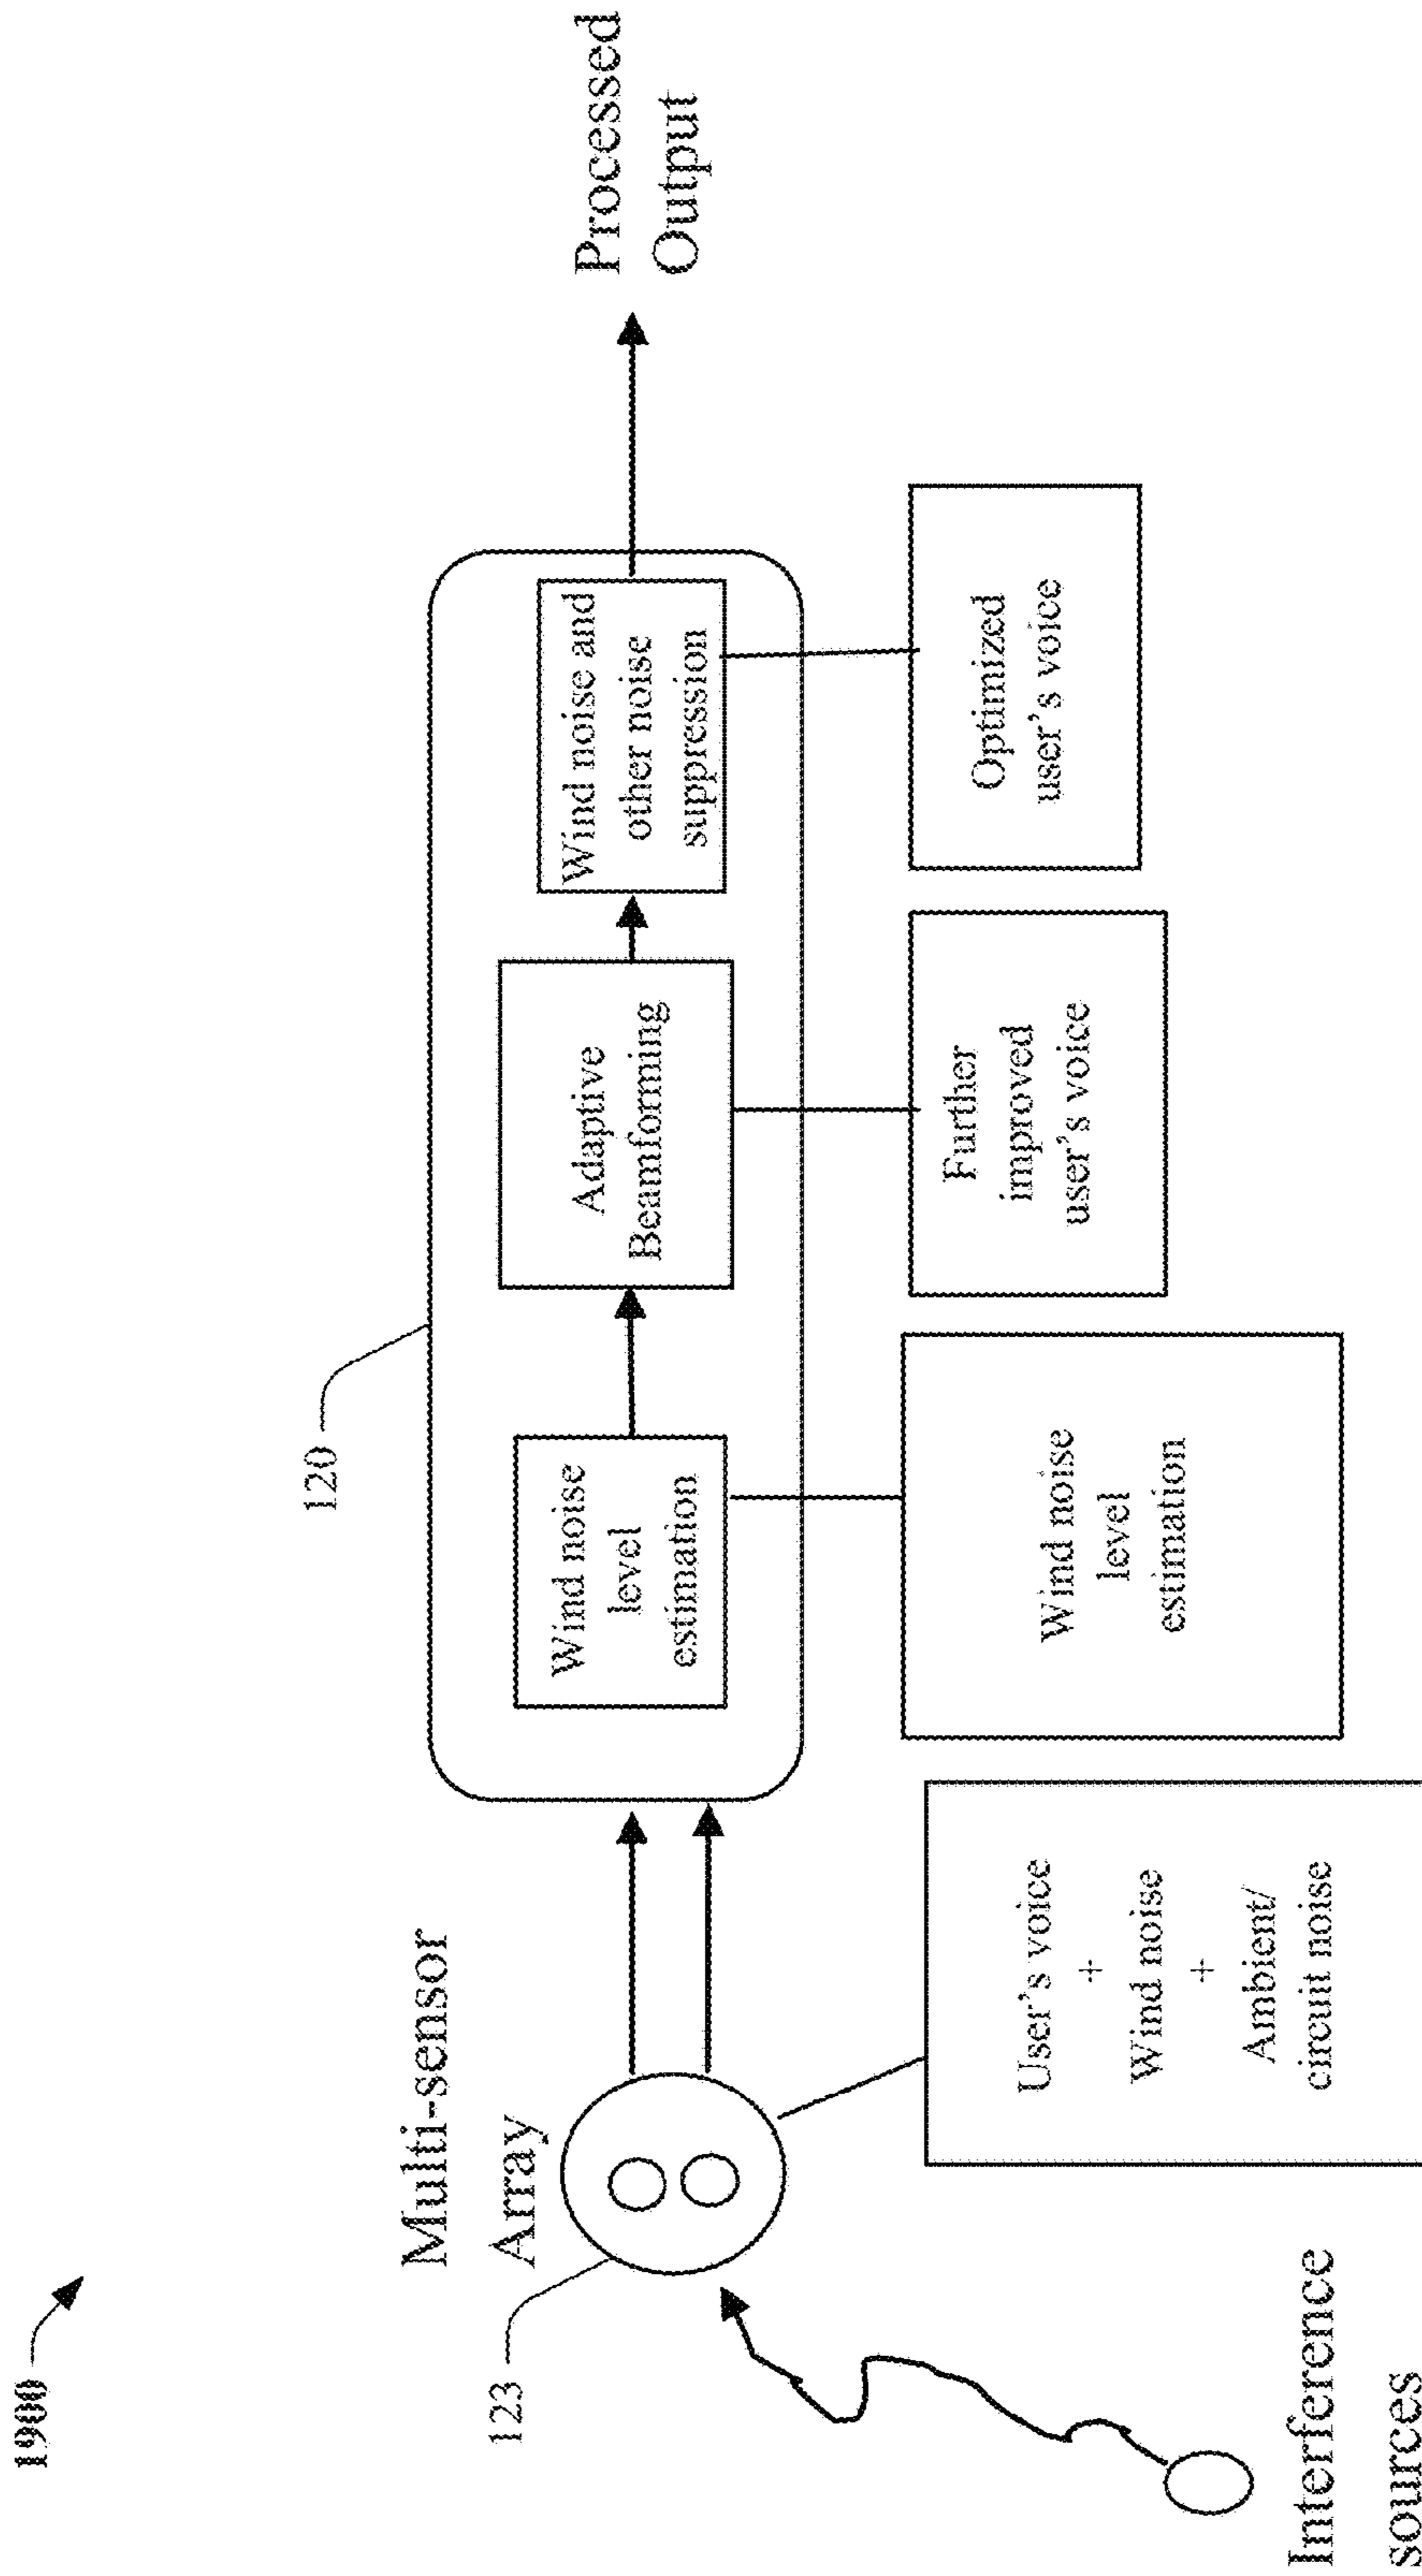 1900
120
Multi-sensor
Array
123
Wind noise
level
estimation
Adaptive
Beamforming
Wind noise and
other noise
suppression
Processed
Output
Interference
sources
User's voice
+
Wind noise
+
Ambient/
circuit noise
Wind noise
level
estimation
Further
improved
user's voice
Optimized
user's voice